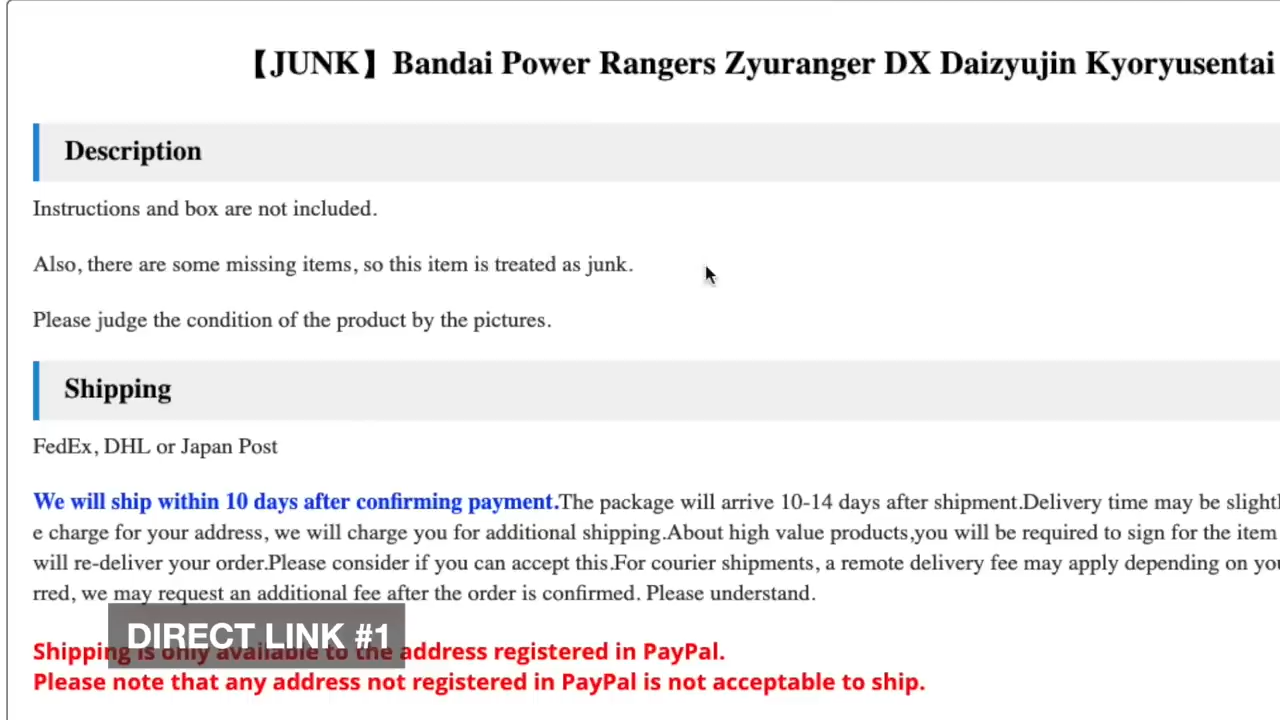 【JUNK】Bandai Power Rangers Zyuranger DX Daizyujin Kyoryusentai
Description
Instructions and box are not included.
Also, there are some missing items, so this item is treated as junk.
Please judge the condition of the product by the pictures.
Shipping
FedEx, DHL or Japan Post
We will ship within 10 days after confirming payment.The package will arrive 10-14 days after shipment.Delivery time may be slightl
e charge for your address, we will charge you for additional shipping.About high value products,you will be required to sign for the item
will re-deliver your order.Please consider if you can accept this.For courier shipments, a remote delivery fee may apply depending on you
rred, we may request an additional fee after the order is confirmed. Please understand.
DIRECT LINK #1
Shipping is only available to the address registered in PayPal.
Please note that any address not registered in PayPal is not acceptable to ship.